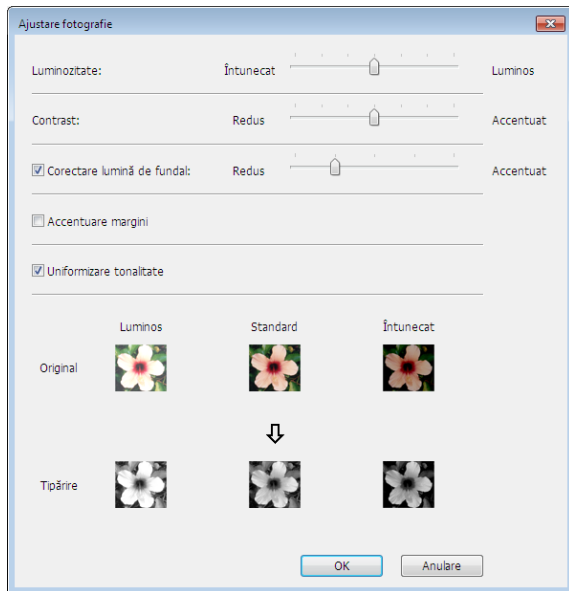 Ajustare fotografie
Luminozitate: Întunecat Luminos
Contrast: Redus Accentuat
Corectare lumină de fundal: Redus Accentuat
Accentuare margini
Uniformizare tonalitate
Luminos Standard Întunecat
Original
Tipărire
OK Anulare